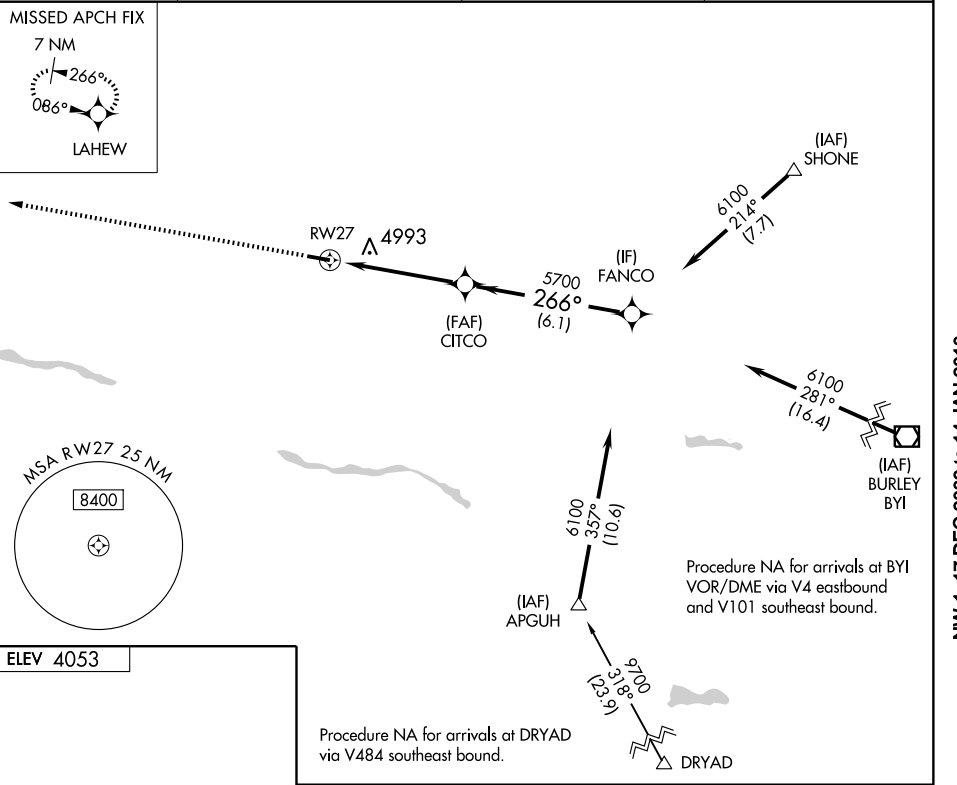 MISSED APCH FIX
7 NM
266°
086°
LAHEW
(IAF)
SHONE
6100
214°
(7.7)
RW27
4993
(IF)
FANCO
5700
266°
(6.1)
(FAF)
CITCO
6100
281°
(16.4)
(IAF)
BURLEY
BYI
MSA RW27 25 NM
8400
6100
357°
(10.6)
(IAF)
APGUH
Procedure NA for arrivals at BYI
VOR/DME via V4 eastbound
and V101 southeast bound.
ELEV 4053
9700
318°
(23.9)
DRYAD
Procedure NA for arrivals at DRYAD
via V484 southeast bound.